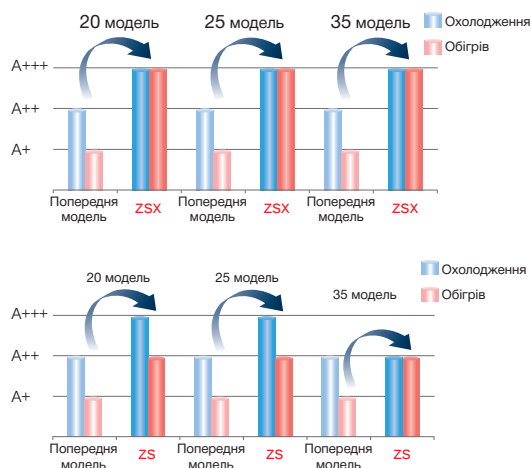 20 модель 25 модель 35 модель
Охолодження
Обігрів
A+++
A++
A+
Попередня модель ZSX Попередня модель ZSX Попередня модель ZSX
20 модель 25 модель 35 модель
Охолодження
Обігрів
A+++
A++
A+
Попередня модель ZS Попередня модель ZS Попередня модель ZS